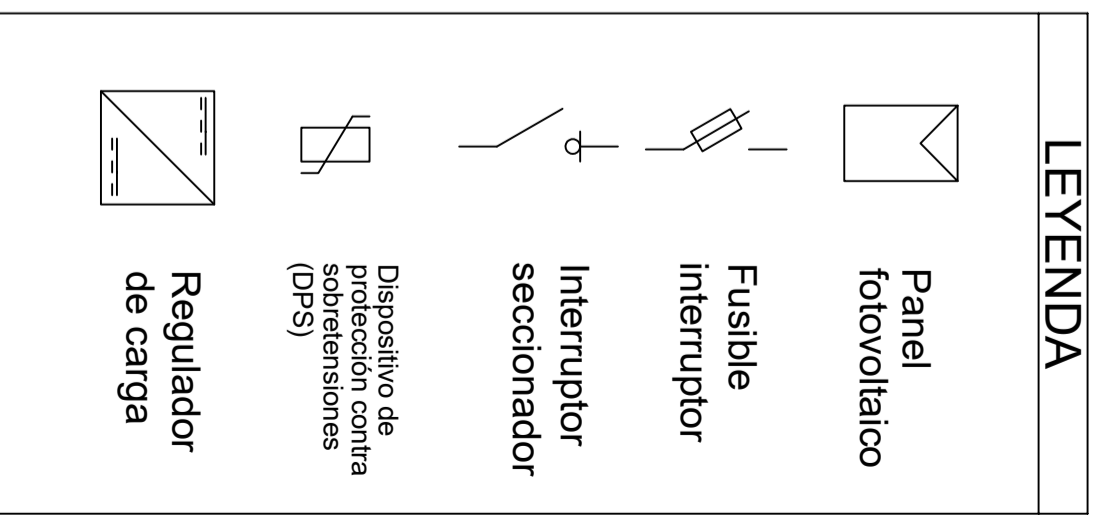 LEYENDA
Panel
fotovoltaico
Fusible
interruptor
Interruptor
seccionador
Dispositivo de
protección contra
sobretensiones
(DPS)
Regulador
de carga